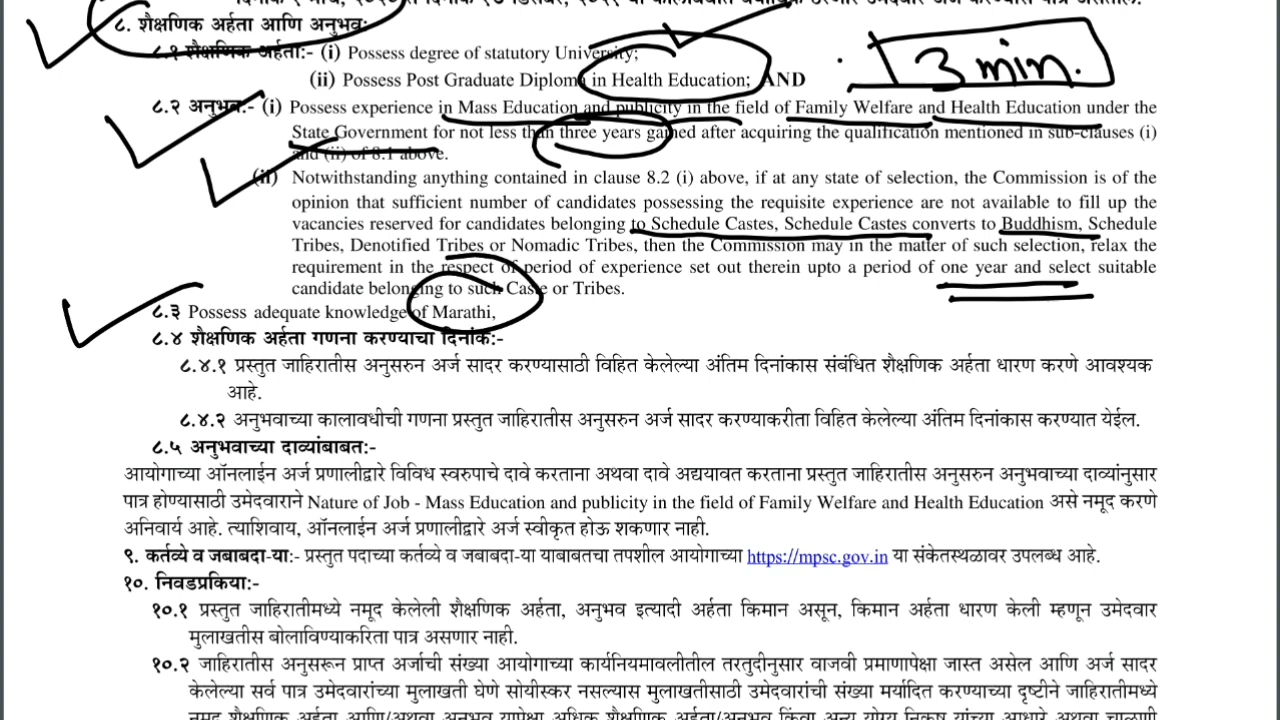 ८. शैक्षणिक अर्हता आणि अनुभव:
3 min.
८.१ शैक्षणिक अर्हता:- (i) Possess degree of statutory University;
(ii) Possess Post Graduate Diploma in Health Education; AND
८.२ अनुभव:- (i) Possess experience in Mass Education and publicity in the field of Family Welfare and Health Education under the
State Government for not less than three years gained after acquiring the qualification mentioned in sub-clauses (i)
and (ii) of 8.1 above.
(ii) Notwithstanding anything contained in clause 8.2 (i) above, if at any state of selection, the Commission is of the
opinion that sufficient number of candidates possessing the requisite experience are not available to fill up the
vacancies reserved for candidates belonging to Schedule Castes, Schedule Castes converts to Buddhism, Schedule
Tribes, Denotified Tribes or Nomadic Tribes, then the Commission may in the matter of such selection, relax the
requirement in the respect of period of experience set out therein upto a period of one year and select suitable
candidate belonging to such Caste or Tribes.
८.३ Possess adequate knowledge of Marathi,
८.४ शैक्षणिक अर्हता गणना करण्याचा दिनांक:-
८.४.१ प्रस्तुत जाहिरातीस अनुसरुन अर्ज सादर करण्यासाठी विहित केलेल्या अंतिम दिनांकास संबंधित शैक्षणिक अर्हता धारण करणे आवश्यक
आहे.
८.४.२ अनुभवाच्या कालावधीची गणना प्रस्तुत जाहिरातीस अनुसरुन अर्ज सादर करण्याकरीता विहित केलेल्या अंतिम दिनांकास करण्यात येईल.
८.५ अनुभवाच्या दाव्यांबाबत:-
आयोगाच्या ऑनलाईन अर्ज प्रणालीद्वारे विविध स्वरुपाचे दावे करताना अथवा दावे अद्ययावत करताना प्रस्तुत जाहिरातीस अनुसरुन अनुभवाच्या दाव्यांनुसार
पात्र होण्यासाठी उमेदवाराने Nature of Job - Mass Education and publicity in the field of Family Welfare and Health Education असे नमूद करणे
अनिवार्य आहे. त्याशिवाय, ऑनलाईन अर्ज प्रणालीद्वारे अर्ज स्वीकृत होऊ शकणार नाही.
९. कर्तव्ये व जबाबदा-या:- प्रस्तुत पदाच्या कर्तव्ये व जबाबदा-या याबाबतचा तपशील आयोगाच्या https://mpsc.gov.in या संकेतस्थळावर उपलब्ध आहे.
१०. निवडप्रकिया:-
१०.१ प्रस्तुत जाहिरातीमध्ये नमूद केलेली शैक्षणिक अर्हता, अनुभव इत्यादी अर्हता किमान असून, किमान अर्हता धारण केली म्हणून उमेदवार
मुलाखतीस बोलाविण्याकरिता पात्र असणार नाही.
१०.२ जाहिरातीस अनुसरून प्राप्त अर्जाची संख्या आयोगाच्या कार्यनियमावलीतील तरतुदीनुसार वाजवी प्रमाणापेक्षा जास्त असेल आणि अर्ज सादर
केलेल्या सर्व पात्र उमेदवारांच्या मुलाखती घेणे सोयीस्कर नसल्यास मुलाखतीसाठी उमेदवारांची संख्या मर्यादित करण्याच्या दृष्टीने जाहिरातीमध्ये